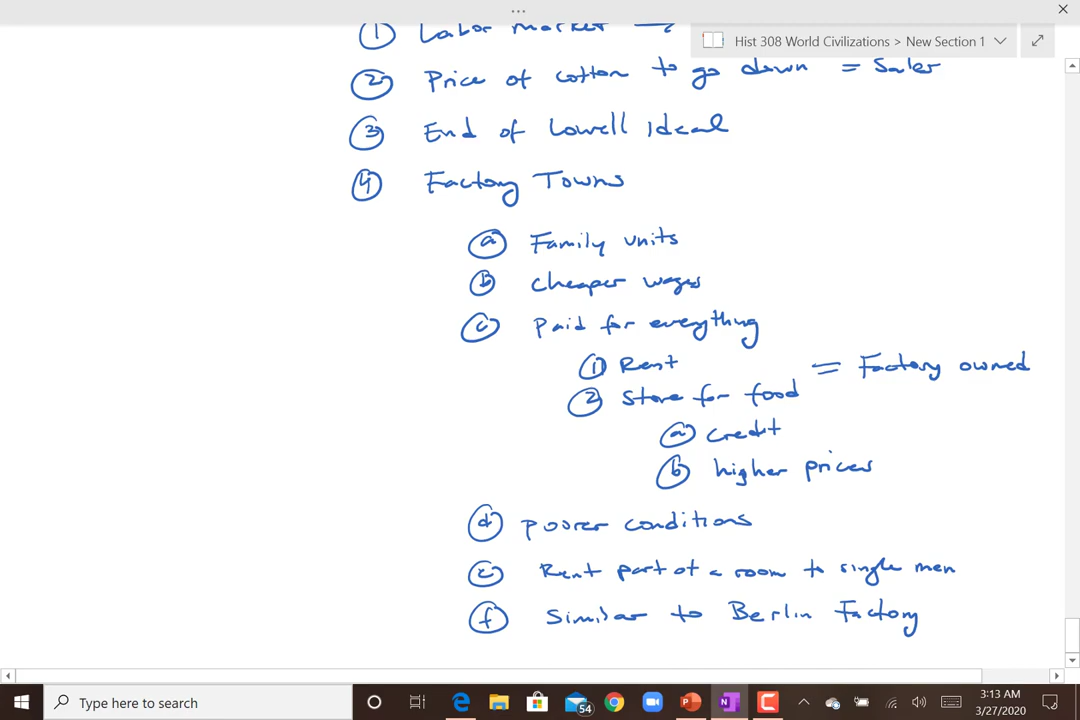 ① Labor market
Hist 308 World Civilizations > New Section 1
② Price of cotton to go down = Sales
③ End of Lowell Ideal
④ Factory Towns
ⓐ Family units
ⓑ cheaper wages
ⓒ Paid for everything
① Rent = Factory owned
② Store for food
ⓐ credit
ⓑ higher prices
ⓓ poorer conditions
ⓔ Rent part of a room to single men
ⓕ Similar to Berlin Factory
Type here to search
54
3:13 AM
3/27/2020